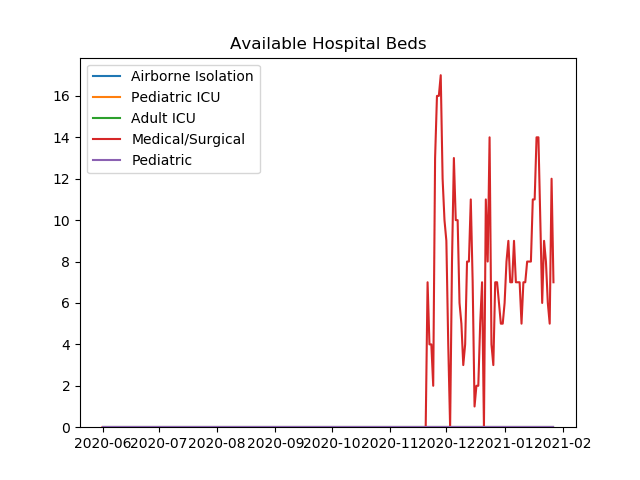 Available Hospital Beds
Airborne Isolation
Pediatric ICU
Adult ICU
Medical/Surgical
Pediatric
16
14
12
10
8
6
4
2
0
2020-06 2020-07 2020-08 2020-09 2020-10 2020-11 2020-12 2021-01 2021-02